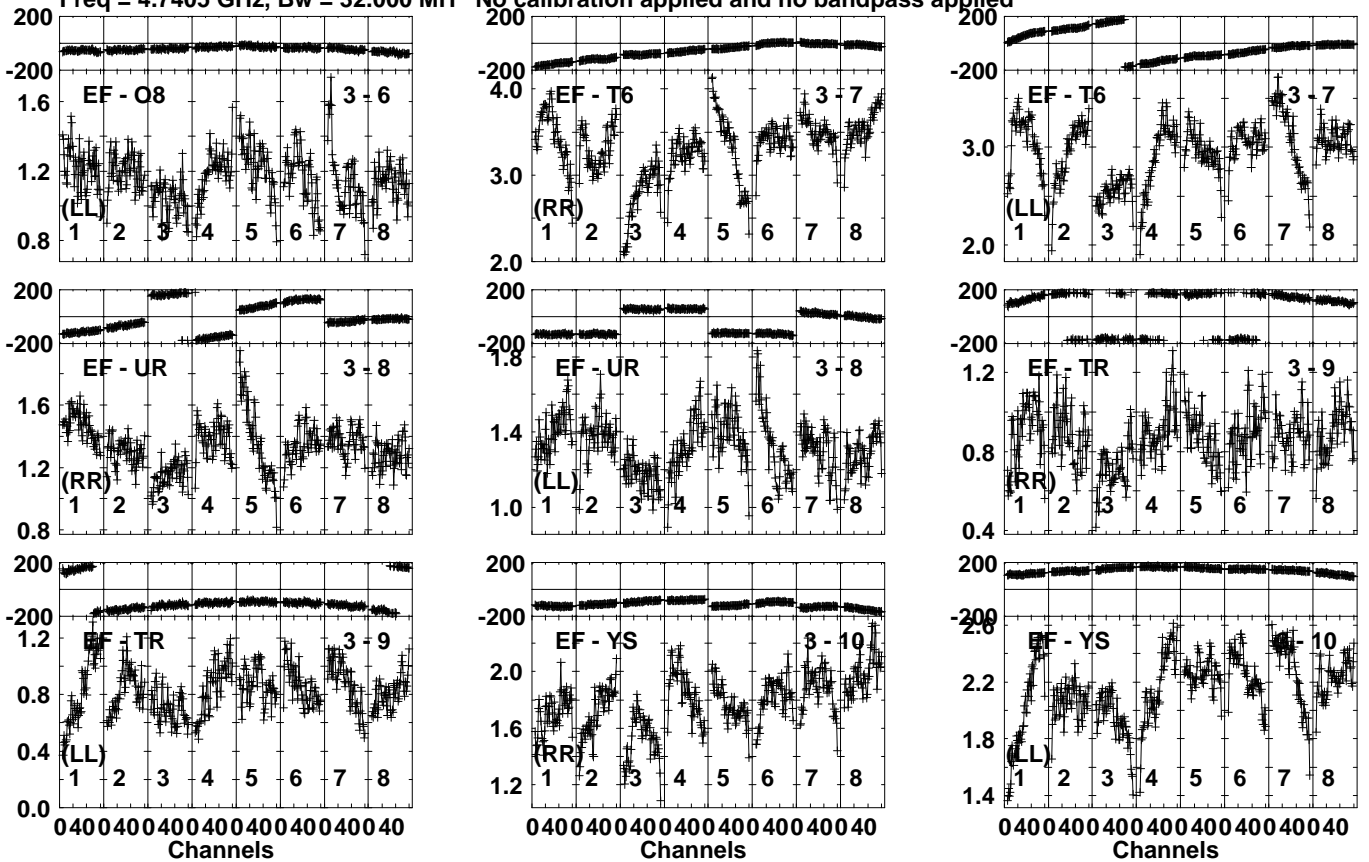 Freq = 4.7405 GHz, Bw = 32.000 MH No calibration applied and no bandpass applied
200 200 200
-200 -200 -200
EF - O8 3 - 6 4.0 EF - T6 3 - 7 EF - T6 3 - 7
1.6
1.2 3.0 3.0
(LL) (RR) (LL)
1 2 3 4 5 6 7 8 1 2 3 4 5 6 7 8 1 2 3 4 5 6 7 8
0.8 2.0 2.0
200 200 200
-200 -200 -200
EF - UR 3 - 8 1.8 EF - UR 3 - 8 EF - TR 3 - 9
1.6 1.4 1.2
1.2 0.8
(RR) (LL) (RR)
1 2 3 4 5 6 7 8 1.0 1 2 3 4 5 6 7 8 1 2 3 4 5 6 7 8
0.8 0.4
200 200 200
-200 -200 -200
1.2 EF - TR 3 - 9 EF - YS 3 - 10 2.6 EF - YS - 10
0.8 2.0 2.2
0.4 1.6 1.8
(LL) (RR) (LL)
1 2 3 4 5 6 7 8 1.2 1 2 3 4 5 6 7 8 1 2 3 4 5 6 7 8
0.0 1.4
0 40 0 40 0 40 0 40 0 40 0 40 0 40 0 40 0 40 0 40 0 40 0 40 0 40 0 40 0 40 0 40 0 40 0 40 0 40 0 40 0 40 0 40 0 40 0 40
Channels Channels Channels